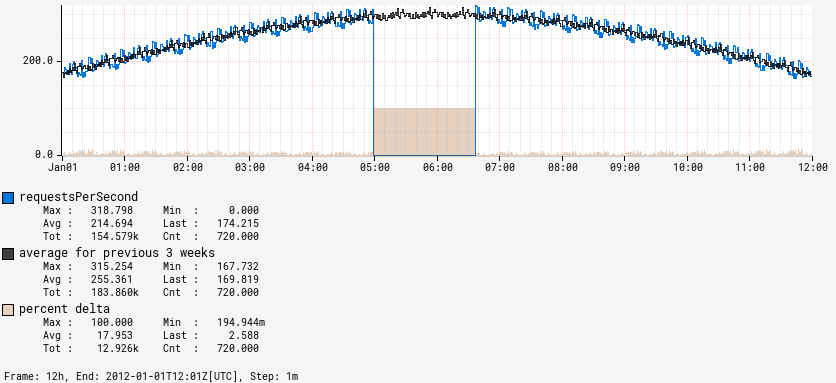 200.0
0.0
Jan01 01:00 02:00 03:00 04:00 05:00 06:00 07:00 08:00 09:00 10:00 11:00 12:00
requestsPerSecond
Max : 318.798 Min : 0.000
Avg : 214.694 Last : 174.215
Tot : 154.579k Cnt : 720.000
average for previous 3 weeks
Max : 315.254 Min : 167.732
Avg : 255.361 Last : 169.819
Tot : 183.860k Cnt : 720.000
percent delta
Max : 100.000 Min : 194.944m
Avg : 17.953 Last : 2.588
Tot : 12.926k Cnt : 720.000
Frame: 12h, End: 2012-01-01T12:01Z[UTC], Step: 1m